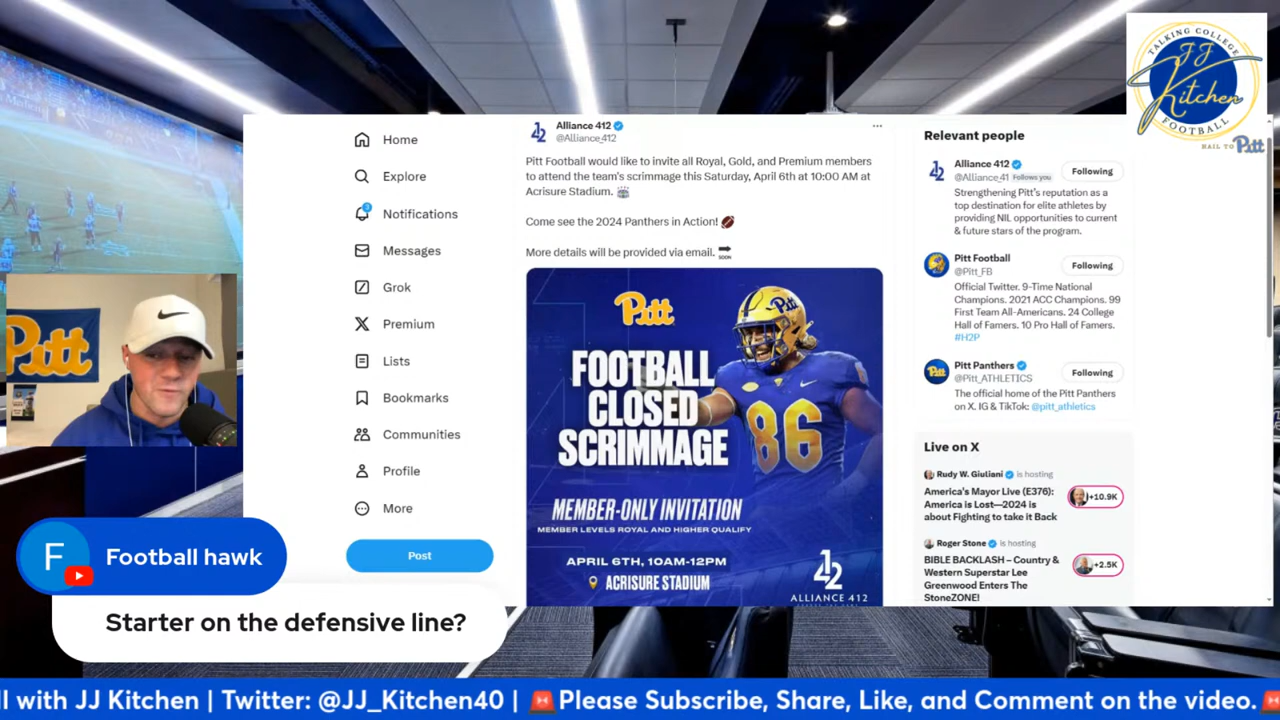 TALKING COLLEGE
JJ
Kitchen
FOOTBALL
HAIL TO Pitt
Home
Explore
3
Notifications
Messages
Grok
Premium
Lists
Bookmarks
Communities
Profile
More
Post
Alliance 412
@Alliance_412
Pitt Football would like to invite all Royal, Gold, and Premium members
to attend the team's scrimmage this Saturday, April 6th at 10:00 AM at
Acrisure Stadium.
Come see the 2024 Panthers in Action!
More details will be provided via email. SOON
Pitt
Pitt
FOOTBALL
CLOSED
SCRIMMAGE
86
MEMBER-ONLY INVITATION
MEMBER LEVELS ROYAL AND HIGHER QUALIFY
APRIL 6TH, 10AM-12PM
ACRISURE STADIUM
412
ALLIANCE 412
Relevant people
Alliance 412
@Alliance_41 Follows you
Following
Strengthening Pitt's reputation as a
top destination for elite athletes by
providing NIL opportunities to current
& future stars of the program.
Pitt Football
@Pitt_FB
Following
Official Twitter. 9-Time National
Champions. 2021 ACC Champions. 99
First Team All-Americans. 24 College
Hall of Famers. 10 Pro Hall of Famers.
#H2P
Pitt Panthers
@Pitt_ATHLETICS
Following
The official home of the Pitt Panthers
on X. IG & TikTok: @pitt_athletics
Live on X
Rudy W. Giuliani is hosting
America's Mayor Live (E376):
America is Lost—2024 is
about Fighting to take it Back
+10.9K
Roger Stone is hosting
BIBLE BACKLASH – Country &
Western Superstar Lee
Greenwood Enters The
StoneZONE!
+2.5K
Pitt
F
Football hawk
Starter on the defensive line?
ll with JJ Kitchen | Twitter: @JJ_Kitchen40 | Please Subscribe, Share, Like, and Comment on the video.